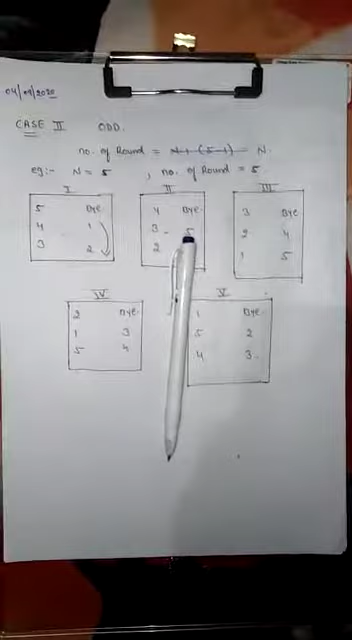 04/09/2020
CASE II ODD.
no. of Round = N+(5-1) = N
eg:- N = 5 , no. of Round = 5.
I
5 Bye
4 1
3 2
II
4 Bye
3 - 5
2
III
3 Bye
2 4
1 5
IV
2 Bye.
1 3
5 4
V
1 Bye.
5 2
4 3.